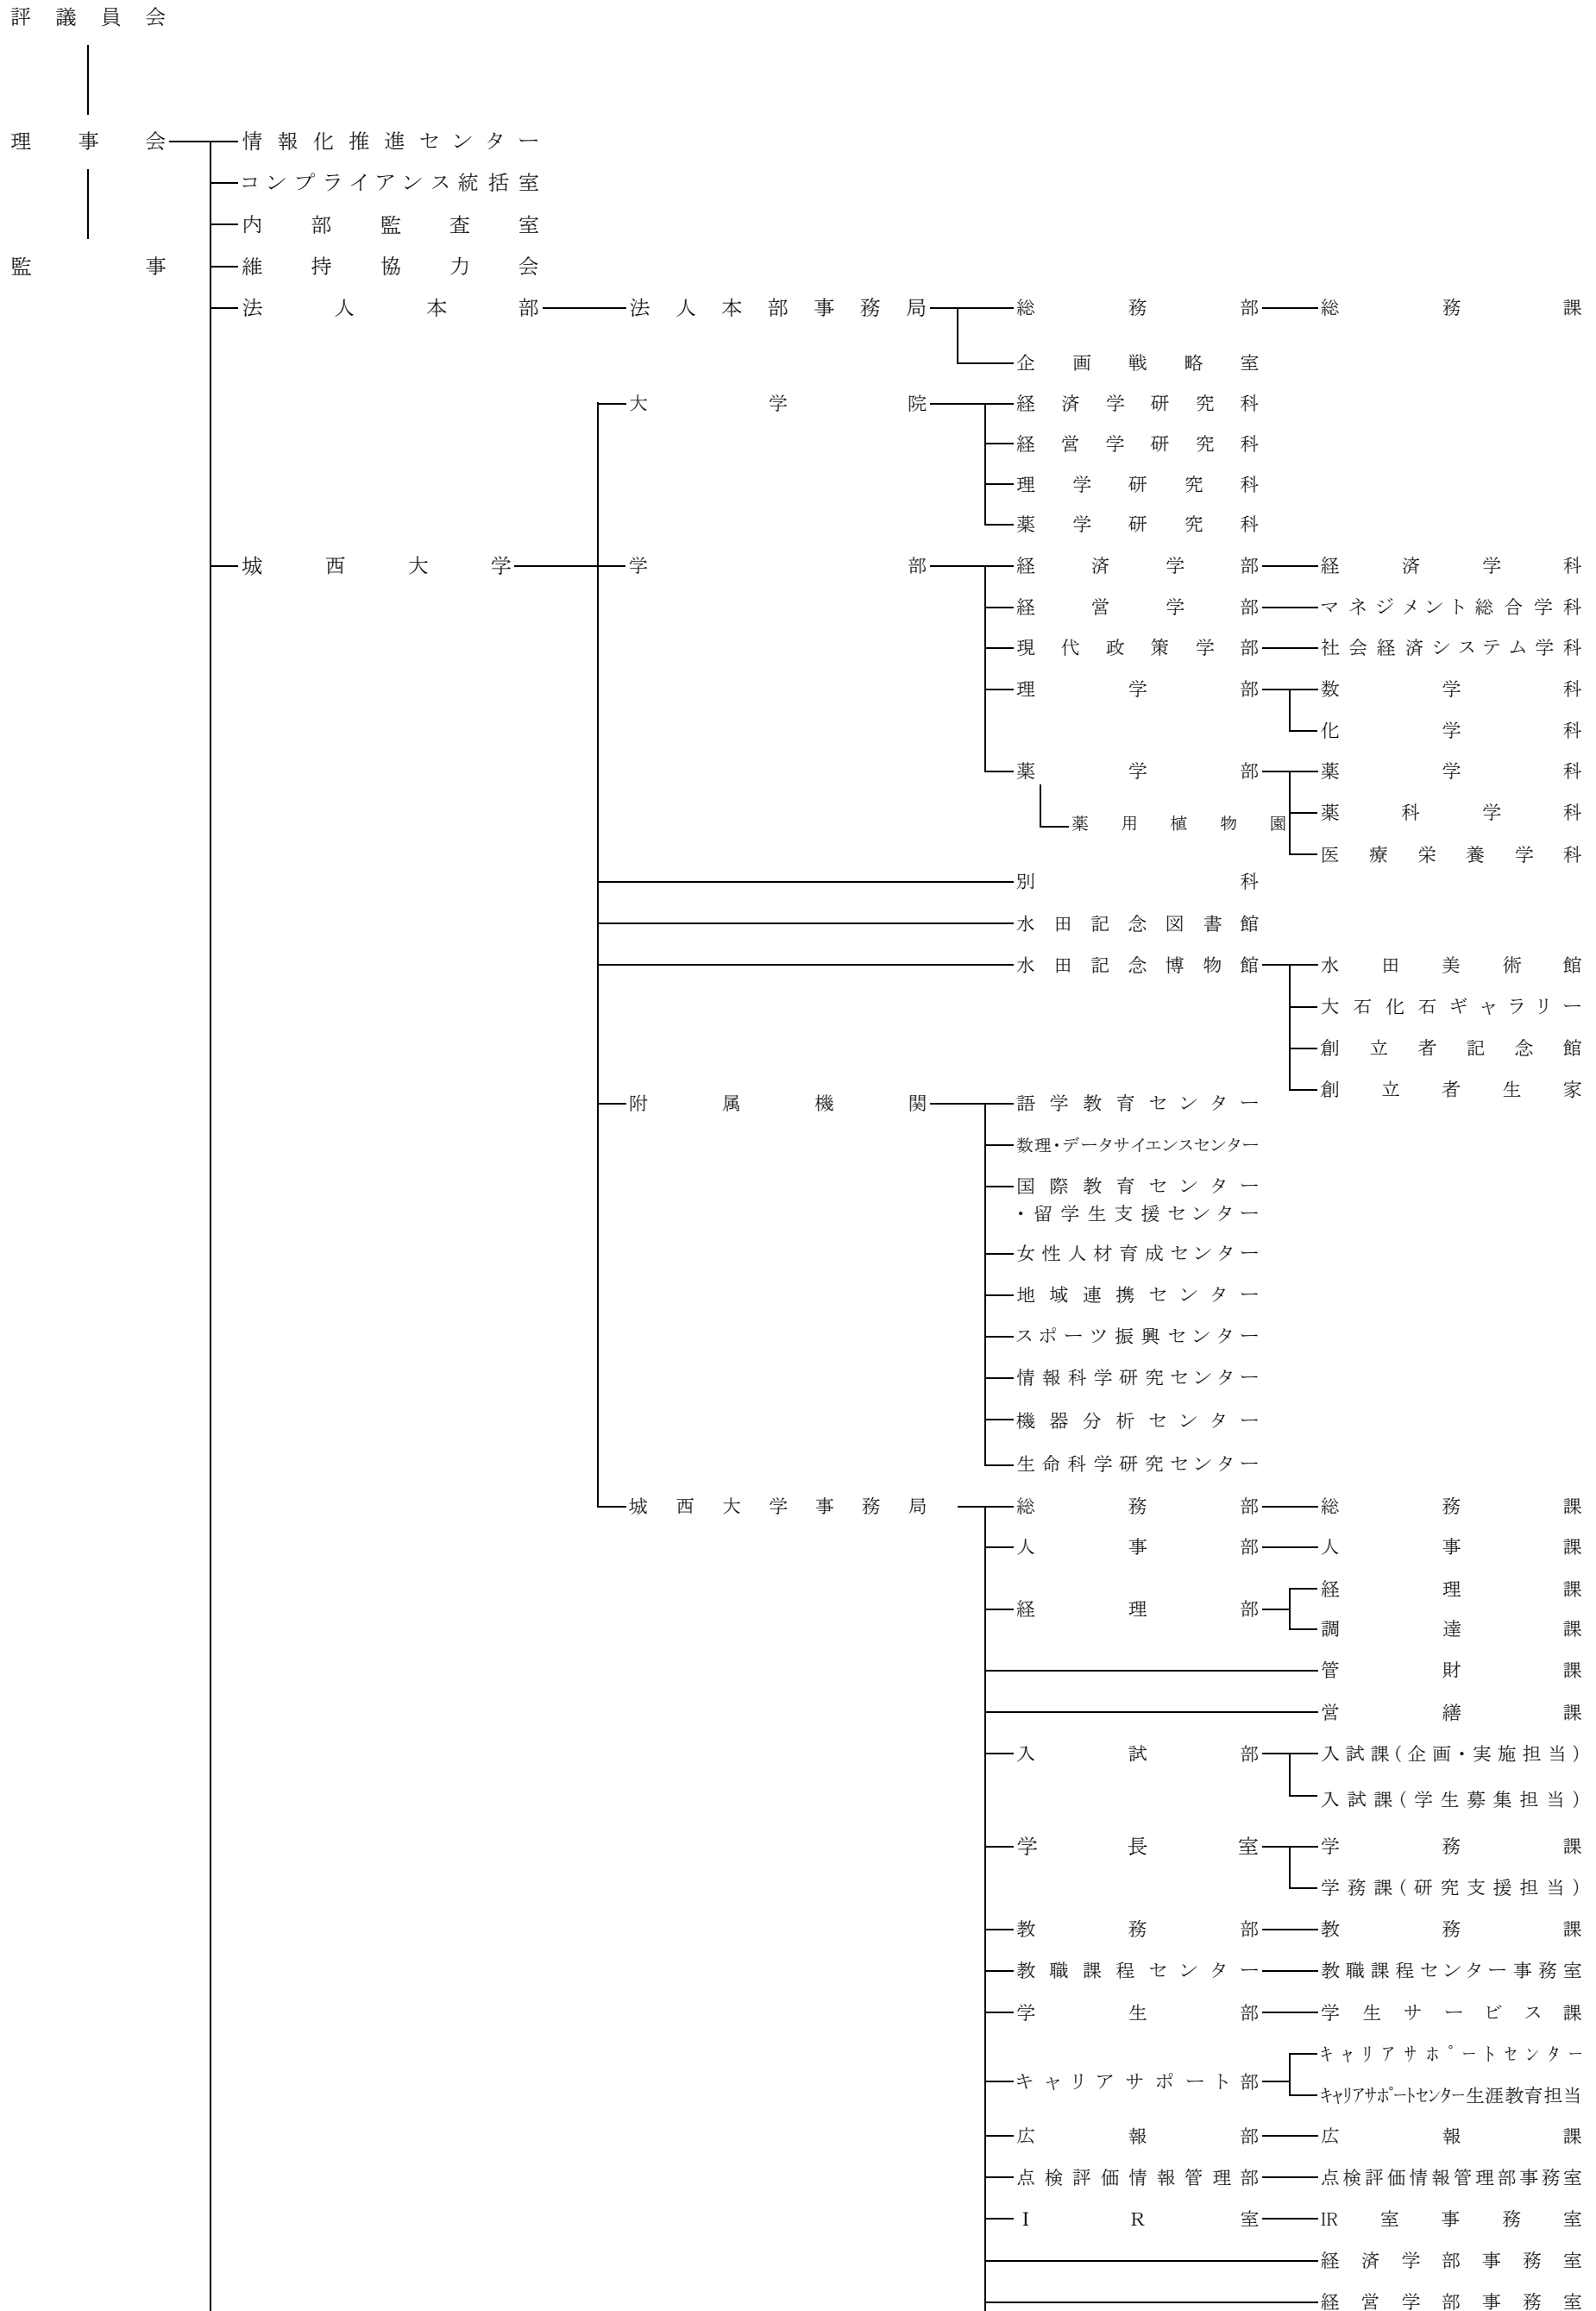 評議員会
理事会 情報化推進センター
コンプライアンス統括室
内部監査室
監事 維持協力会
法人本部 法人本部事務局 総務部 総務課
企画戦略室
大学院 経済学研究科
経営学研究科
理学研究科
薬学研究科
城西大学 学部 経済学部 経済学科
経営学部 マネジメント総合学科
現代政策学部 社会経済システム学科
理学部 数学科
化学科
薬学部 薬学科
薬科学科
薬用植物園
医療栄養学科
別科
水田記念図書館
水田記念博物館 水田美術館
大石化石ギャラリー
創立者記念館
創立者生家
附属機関 語学教育センター
数理・データサイエンスセンター
国際教育センター
・留学生支援センター
女性人材育成センター
地域連携センター
スポーツ振興センター
情報科学研究センター
機器分析センター
生命科学研究センター
城西大学事務局 総務部 総務課
人事部 人事課
経理課
経理部
調達課
管財課
営繕課
入試部 入試課(企画・実施担当)
入試課(学生募集担当)
学長室 学務課
学務課(研究支援担当)
教務部 教務課
教職課程センター 教職課程センター事務室
学生部 学生サービス課
キャリアサポートセンター
キャリアサポート部
キャリアサポートセンター生涯教育担当
広報部 広報課
点検評価情報管理部 点検評価情報管理部事務室
IR室 IR室事務室
経済学部事務室
経営学部事務室